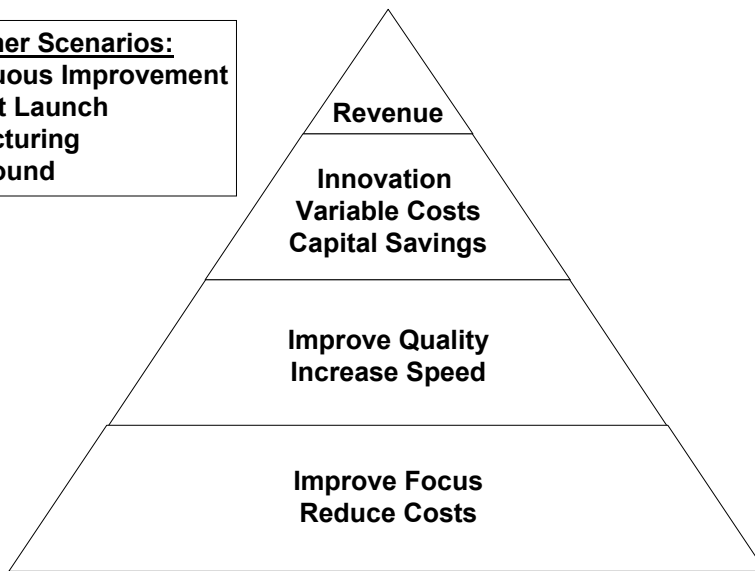 Scenarios:
uous Improvement
t Launch
cturing
ound
Revenue
Innovation
Variable Costs
Capital Savings
Improve Quality
Increase Speed
Improve Focus
Reduce Costs